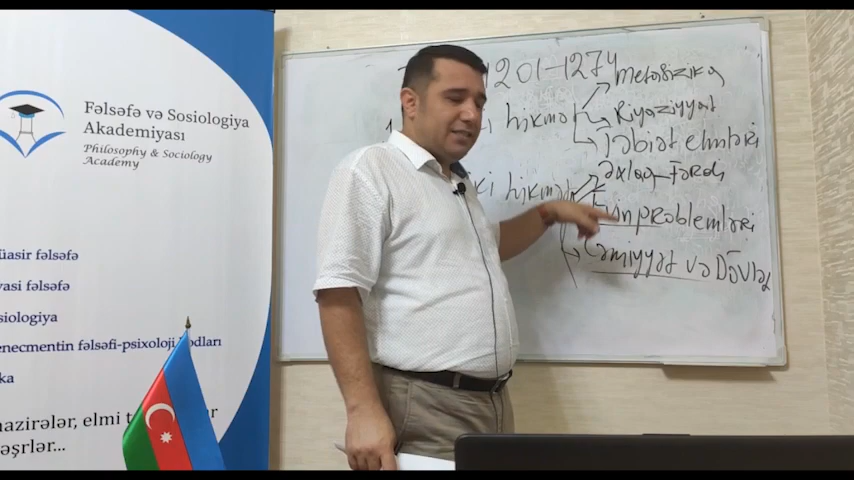 Fəlsəfə və Sosiologiya
Akademiyası
Philosophy & Sociology
Academy
fəlsəfə
fəlsəfə
fəlsəfi-psixoloji
1201-1274
Metafizika
hikmət
Riyaziyyat
Təbiət elmləri
Əxlaq-Fərdi
hikmət
Evin problemləri
Cəmiyyət və Dövlət